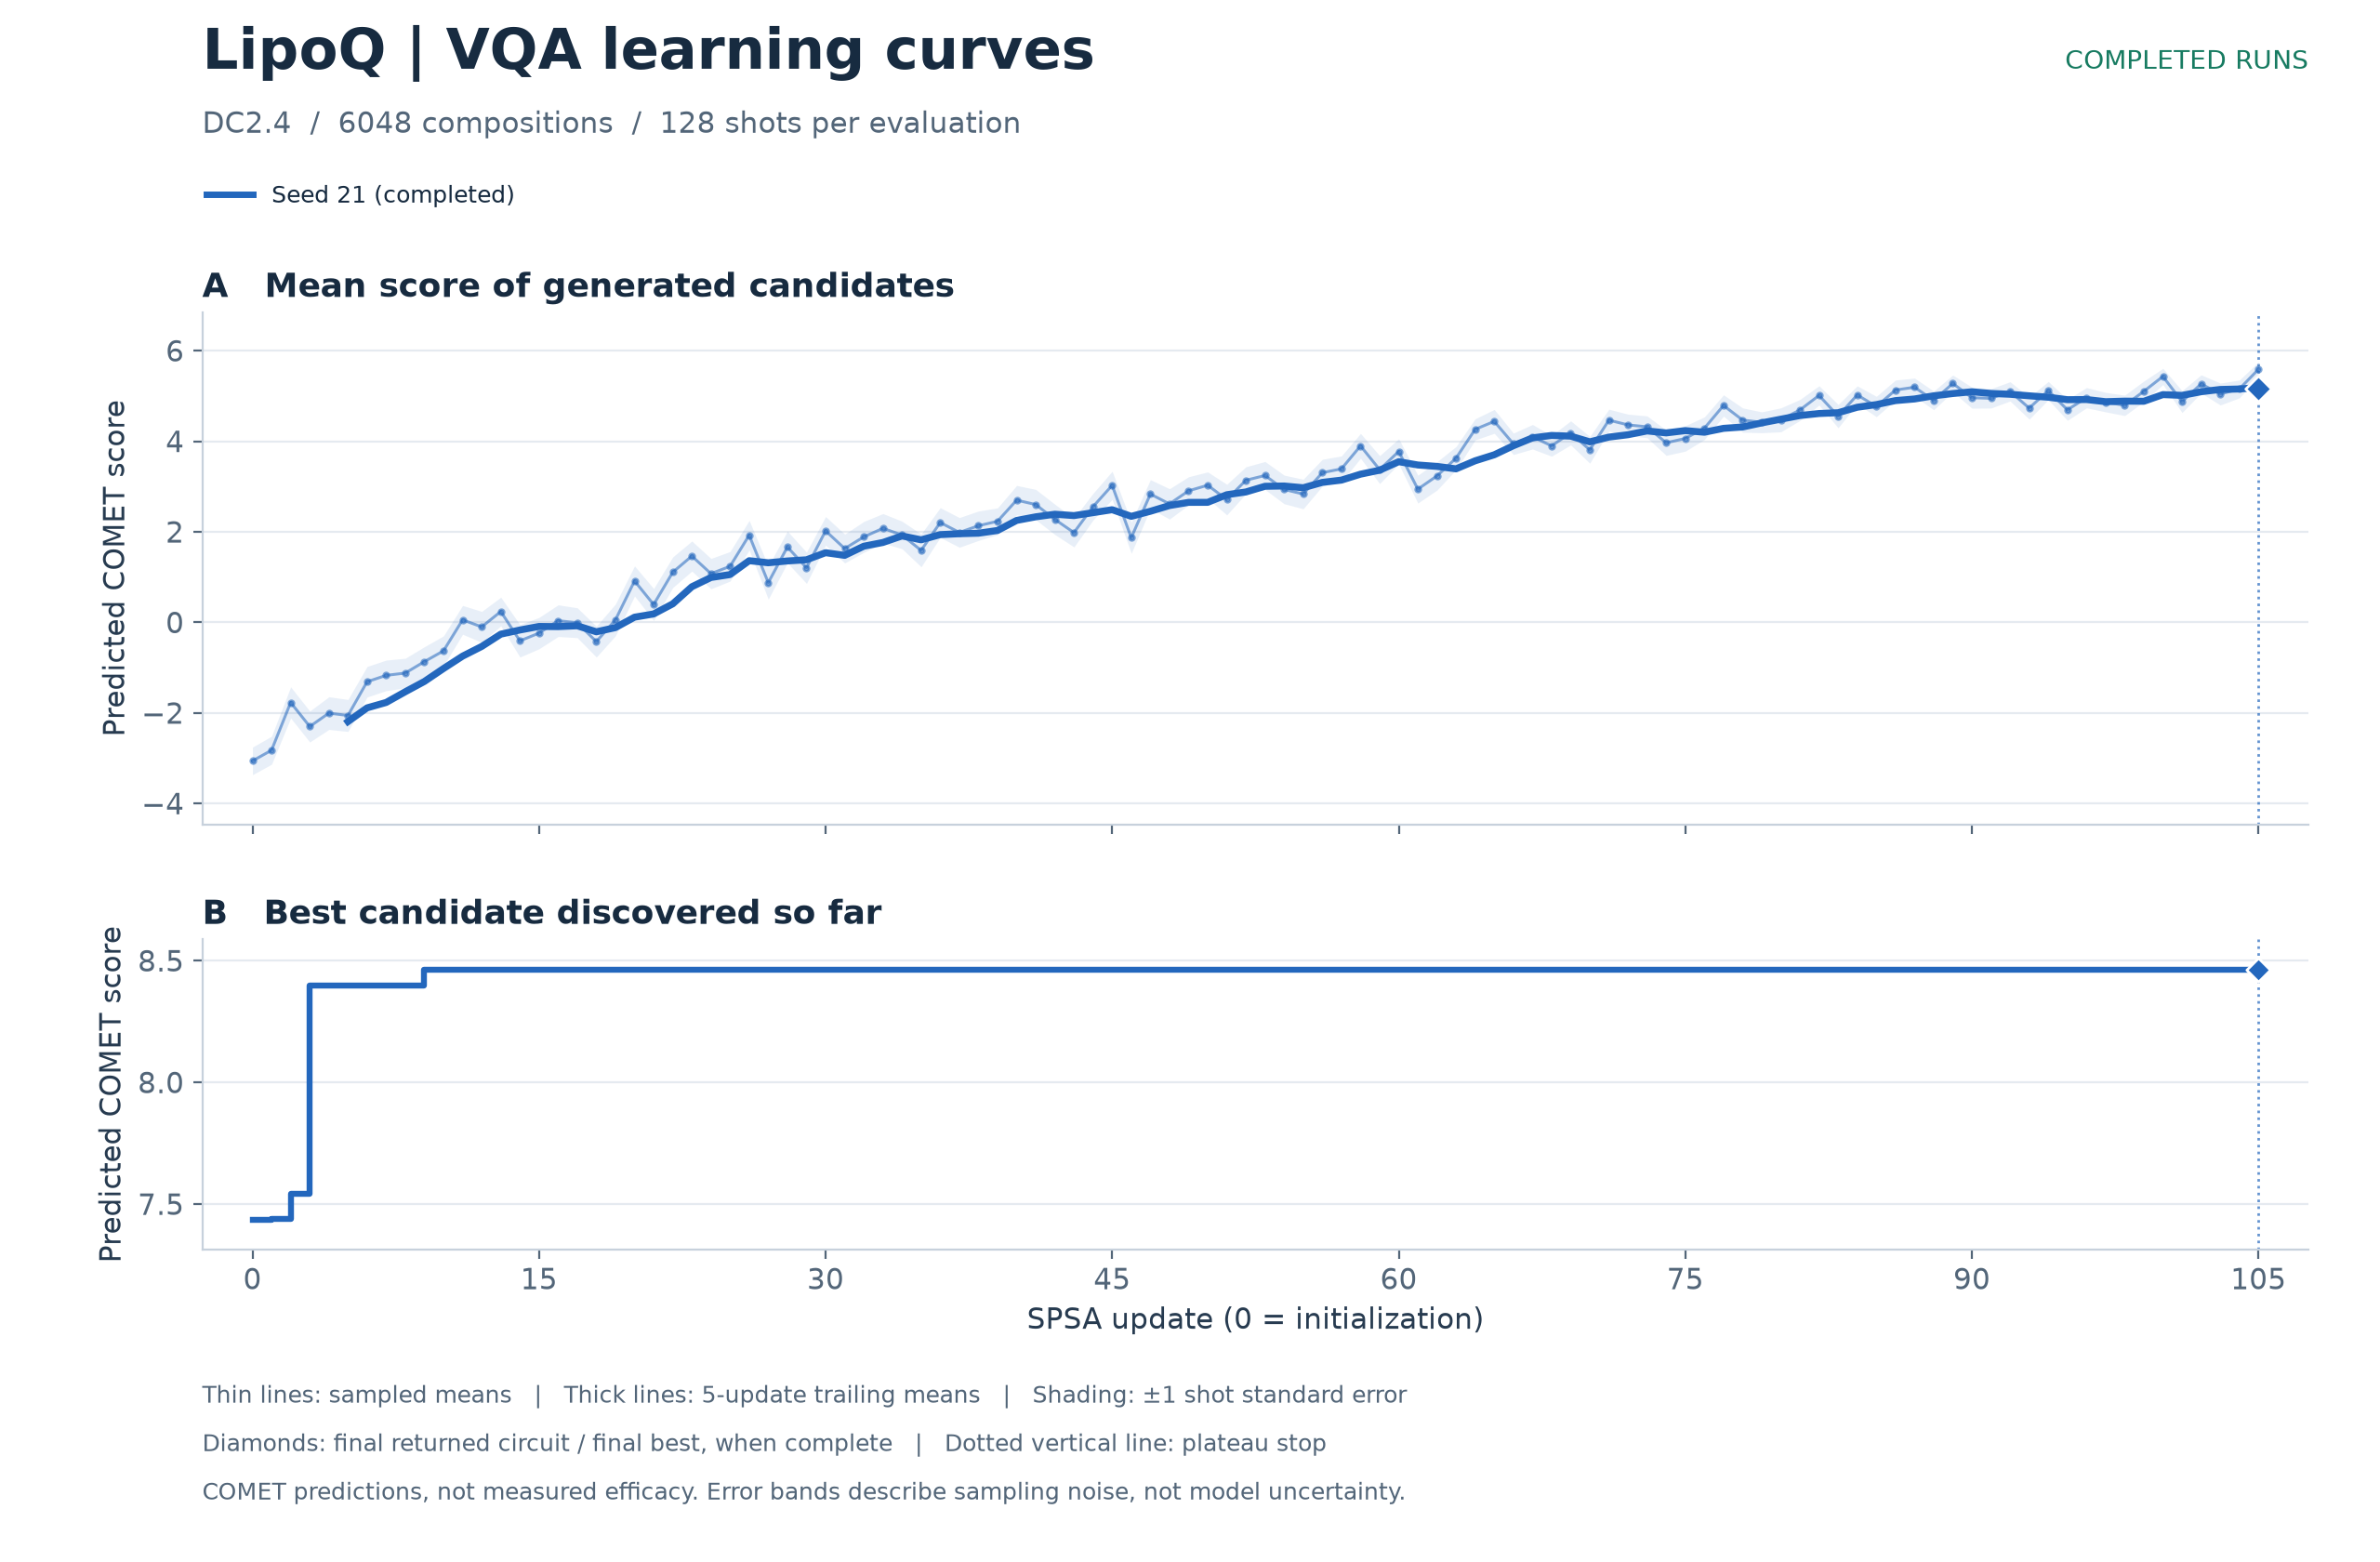 LipoQ | VQA learning curves
COMPLETED RUNS
DC2.4 / 6048 compositions / 128 shots per evaluation
Seed 21 (completed)
A Mean score of generated candidates
Predicted COMET score
6
4
2
0
−2
−4
B Best candidate discovered so far
Predicted COMET score
8.5
8.0
7.5
0 15 30 45 60 75 90 105
SPSA update (0 = initialization)
Thin lines: sampled means | Thick lines: 5-update trailing means | Shading: ±1 shot standard error
Diamonds: final returned circuit / final best, when complete | Dotted vertical line: plateau stop
COMET predictions, not measured efficacy. Error bands describe sampling noise, not model uncertainty.